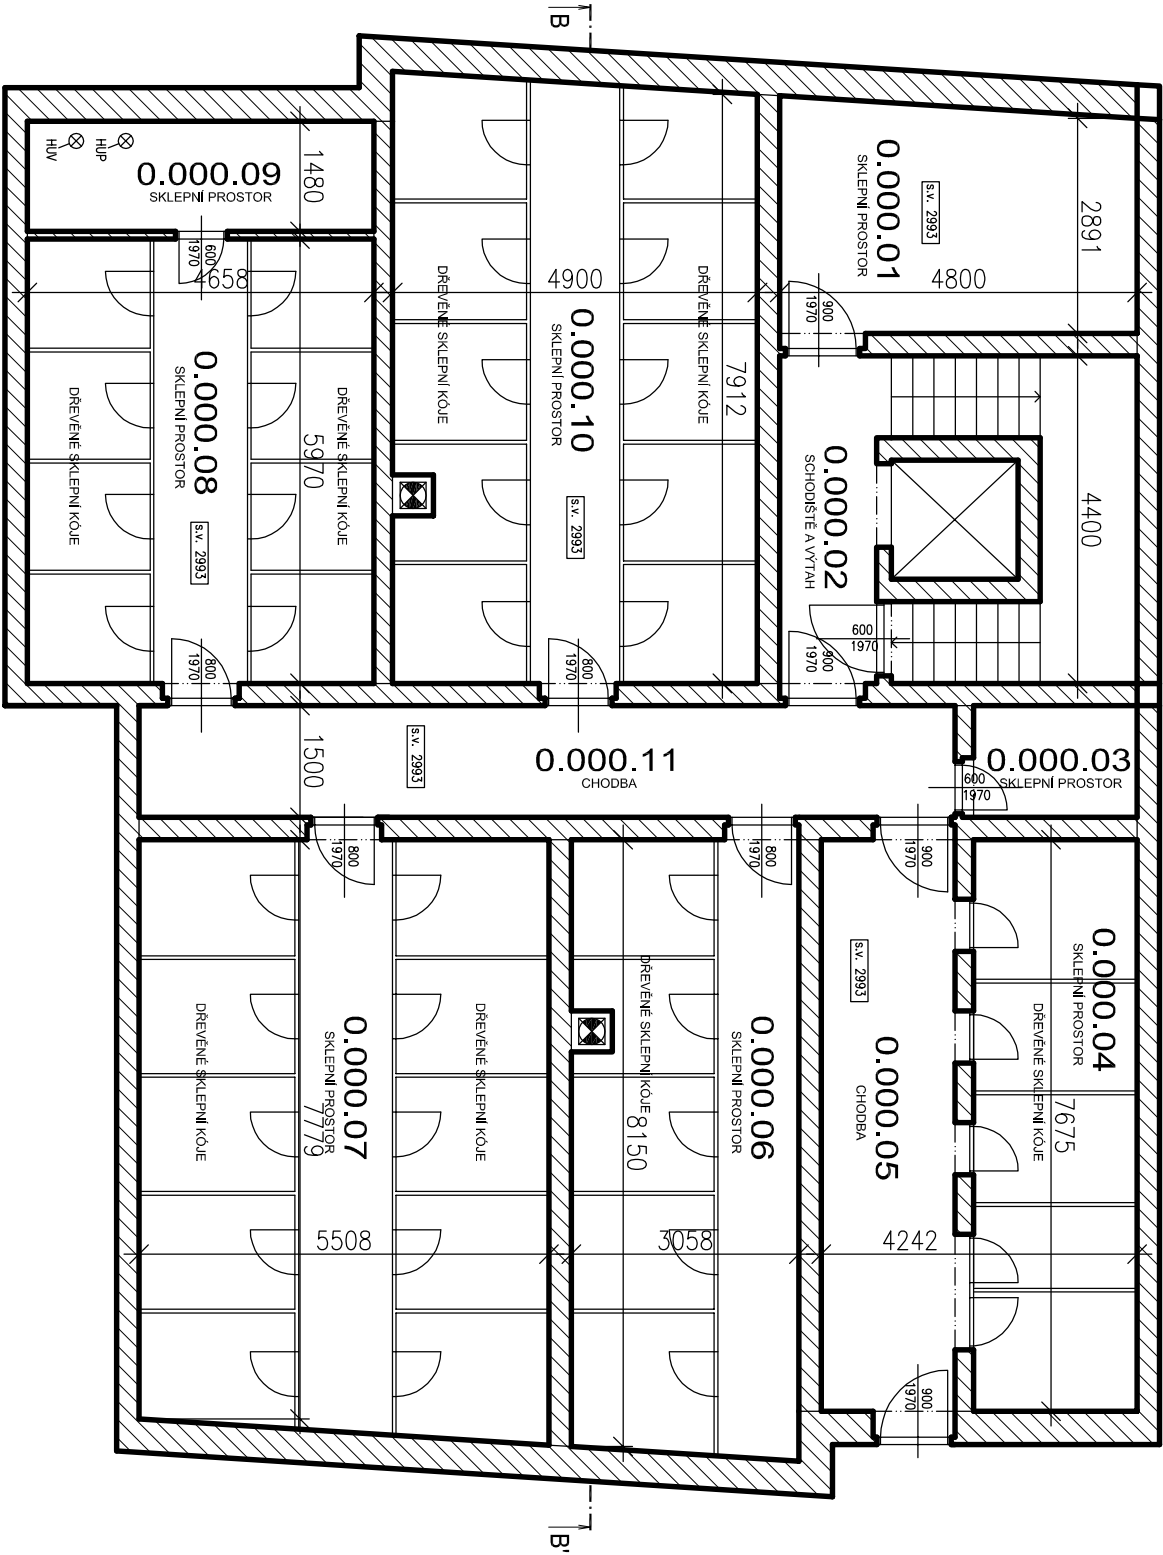 B
HUV
HUP
0.000.09
SKLEPNÍ PROSTOR
1480
600
1970
4658
0.000.08
SKLEPNÍ PROSTOR
DŘEVĚNÉ SKLEPNÍ KÓJE
DŘEVĚNÉ SKLEPNÍ KÓJE
5970
s.v. 2993
800
1970
4900
0.000.10
SKLEPNÍ PROSTOR
DŘEVĚNÉ SKLEPNÍ KÓJE
DŘEVĚNÉ SKLEPNÍ KÓJE
7912
s.v. 2993
800
1970
0.000.01
SKLEPNÍ PROSTOR
s.v. 2993
2891
4800
900
1970
0.000.02
SCHODIŠTĚ A VÝTAH
4400
600
1970
900
1970
1500
s.v. 2993
0.000.11
CHODBA
0.000.03
SKLEPNÍ PROSTOR
600
1970
800
1970
0.000.07
SKLEPNÍ PROSTOR
7779
DŘEVĚNÉ SKLEPNÍ KÓJE
DŘEVĚNÉ SKLEPNÍ KÓJE
5508
800
1970
0.000.06
SKLEPNÍ PROSTOR
DŘEVĚNÉ SKLEPNÍ KÓJE
8150
3058
900
1970
s.v. 2993
0.000.05
CHODBA
4242
900
1970
0.000.04
SKLEPNÍ PROSTOR
DŘEVĚNÉ SKLEPNÍ KÓJE
7675
B'